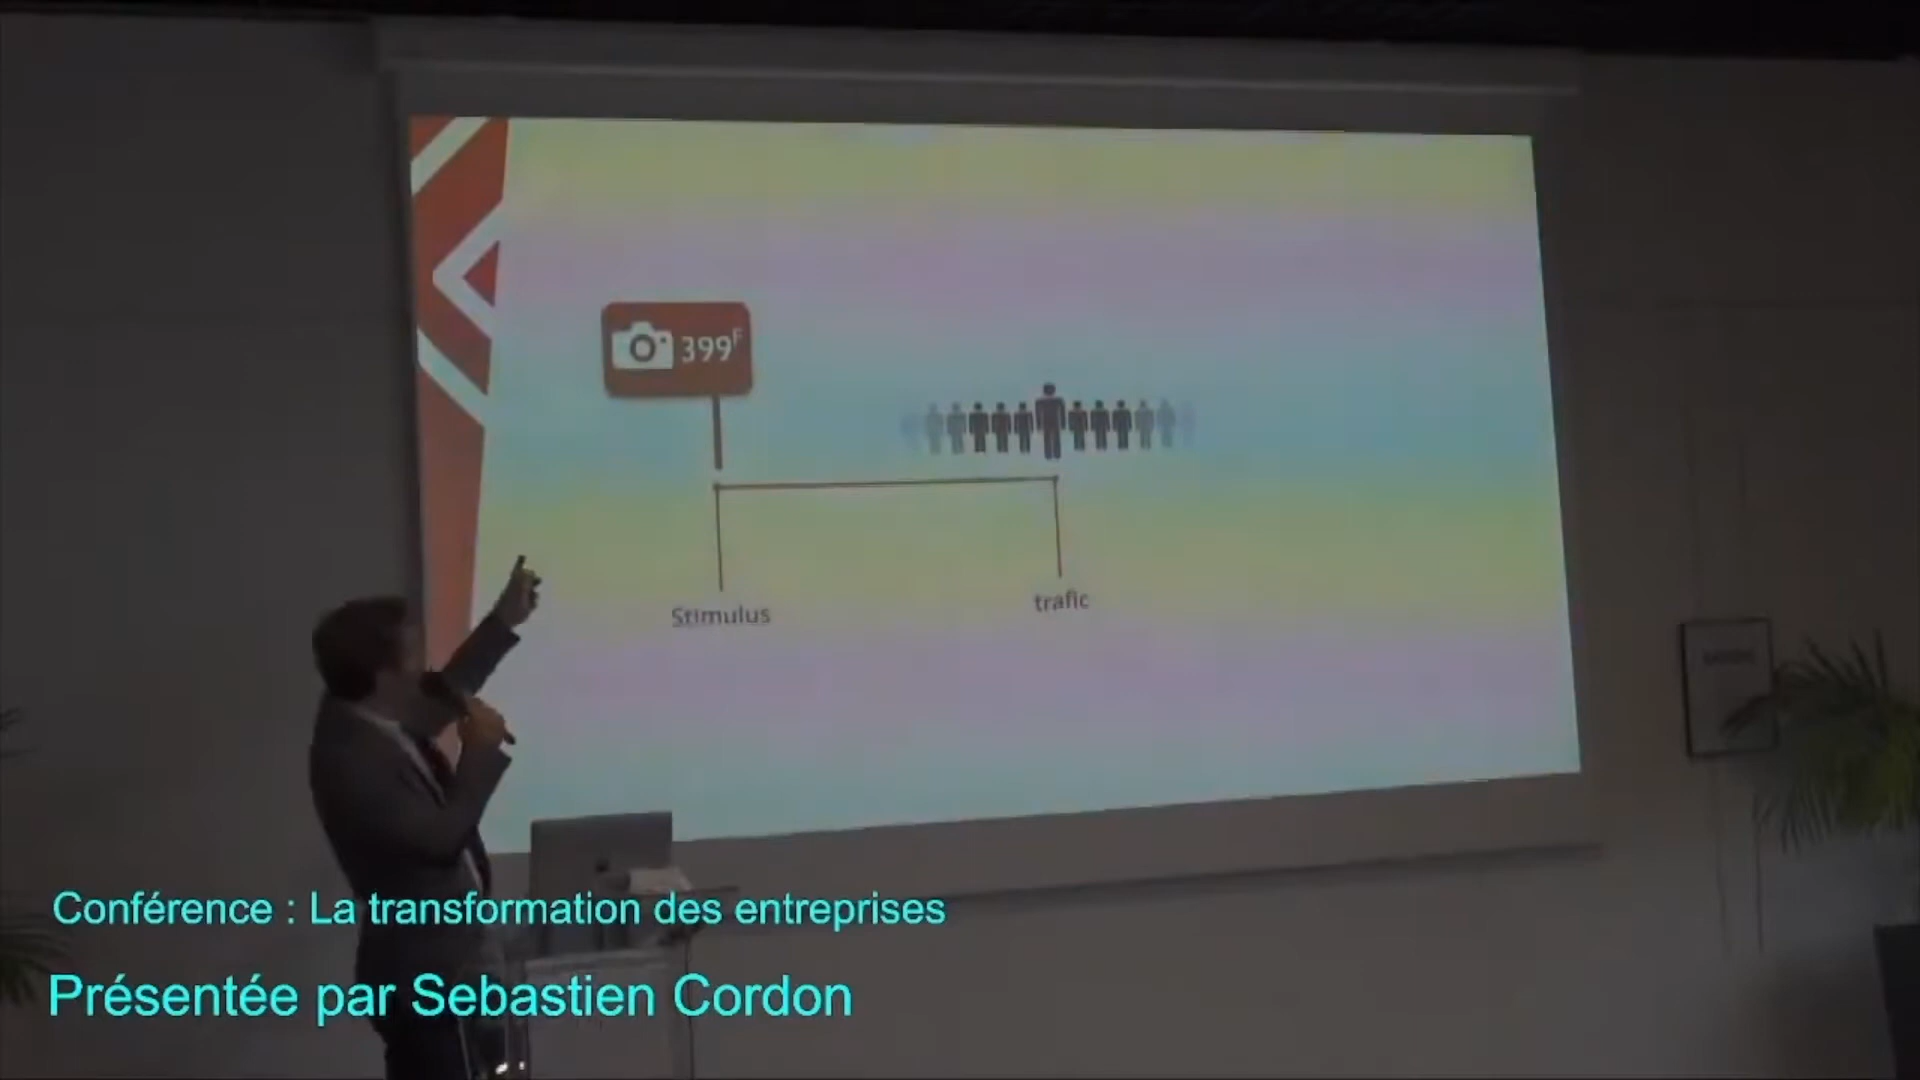 399F
Stimulus
trafic
Conférence : La transformation des entreprises
Présentée par Sebastien Cordon